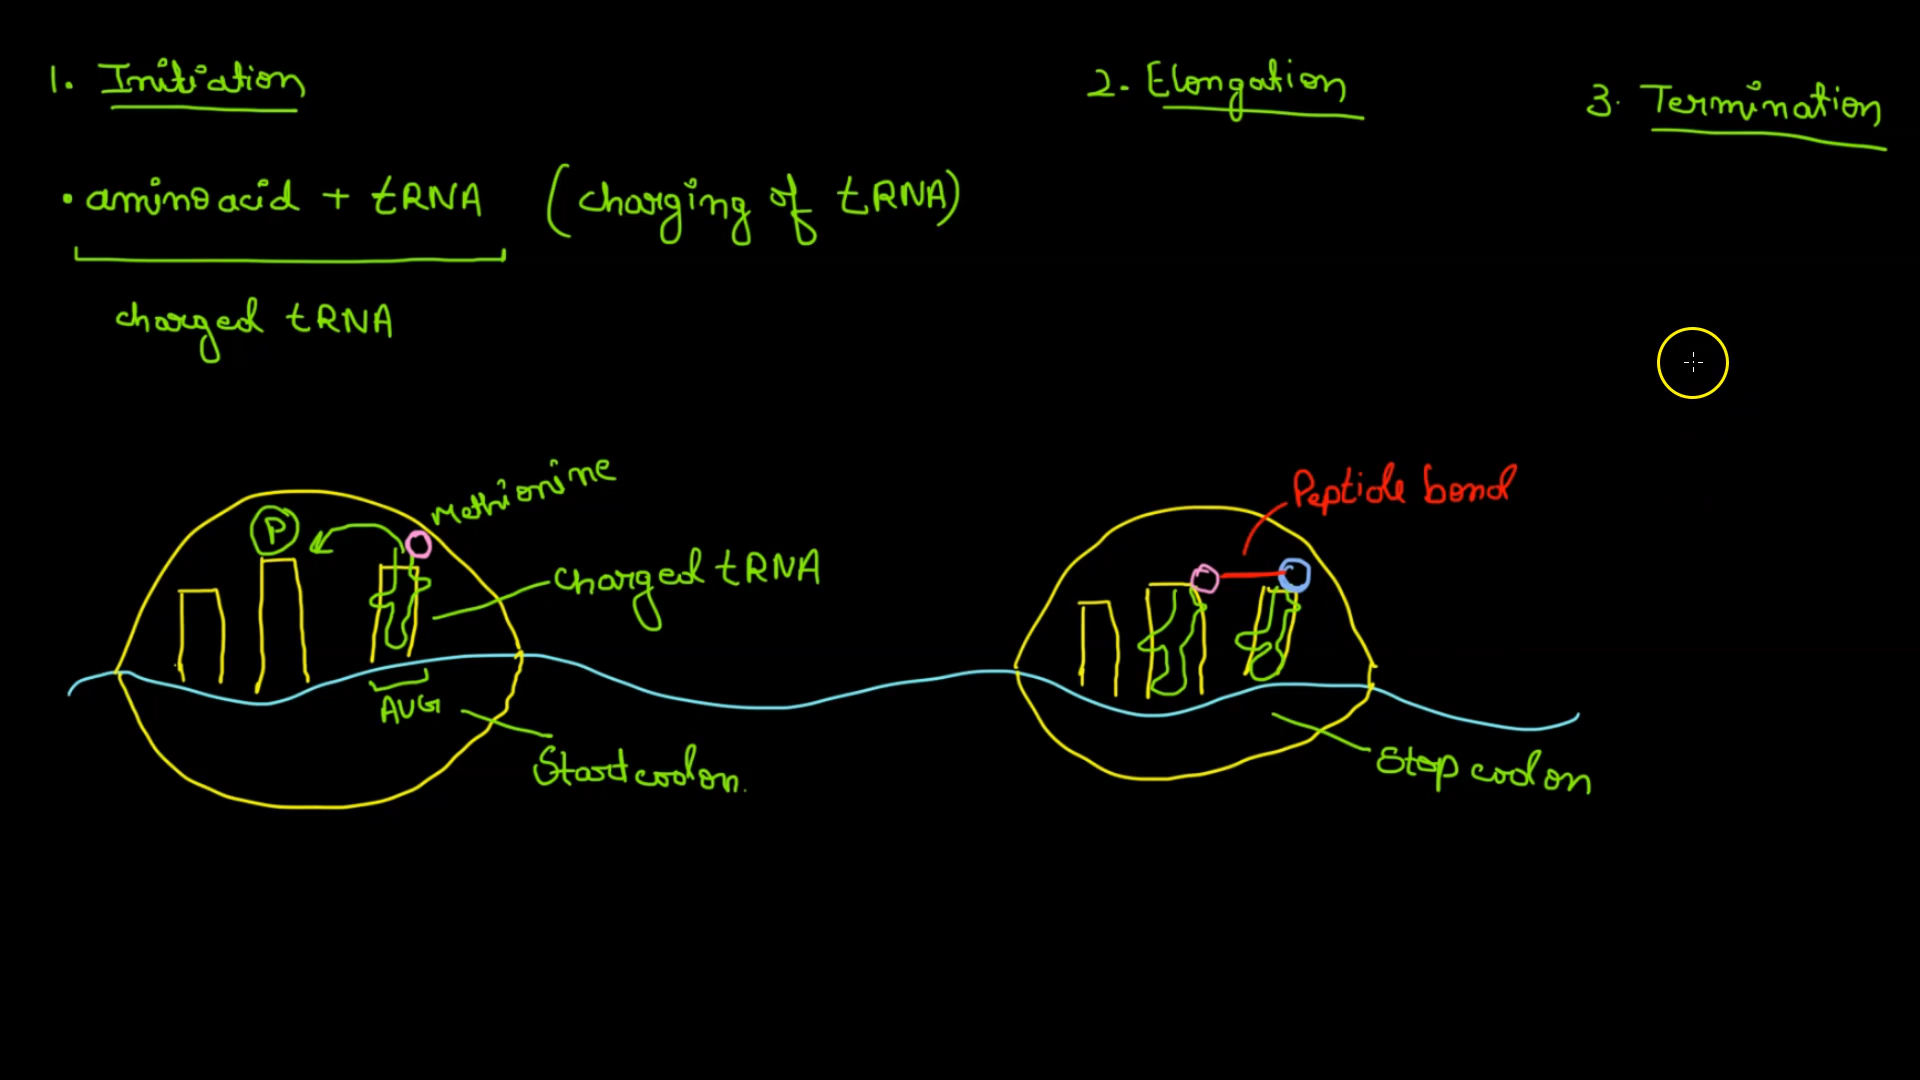 1. Initiation
2. Elongation
3. Termination
• amino acid + tRNA (charging of tRNA)
charged tRNA
Methionine
P
charged tRNA
AUG
Start codon.
Peptide bond
Stop codon